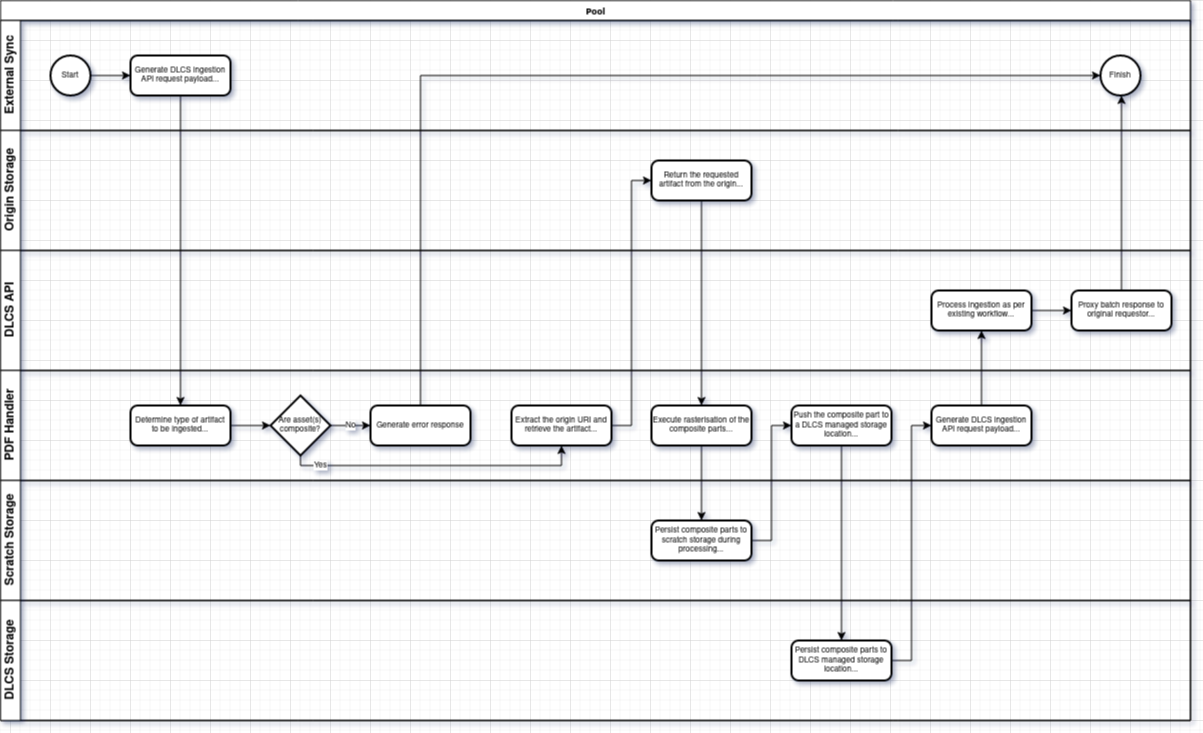 Pool
External Sync
Start
Generate DLCS Ingestion
API request payload...
Finish
Origin Storage
Return the requested
artifact from the origin...
DLCS API
Process ingestion as per
existing workflow...
Proxy batch response to
original requestor...
PDF Handler
Determine type of artifact
to be ingested...
Are asset(s)
composite?
No
Yes
Generate error response
Extract the origin URI and
retrieve the artifact...
Execute rasterisation of the
composite parts...
Push the composite part to
a DLCS managed storage
location...
Generate DLCS Ingestion
API request payload...
Scratch Storage
Persist composite parts to
scratch storage during
processing...
DLCS Storage
Persist composite parts to
DLCS managed storage
location...